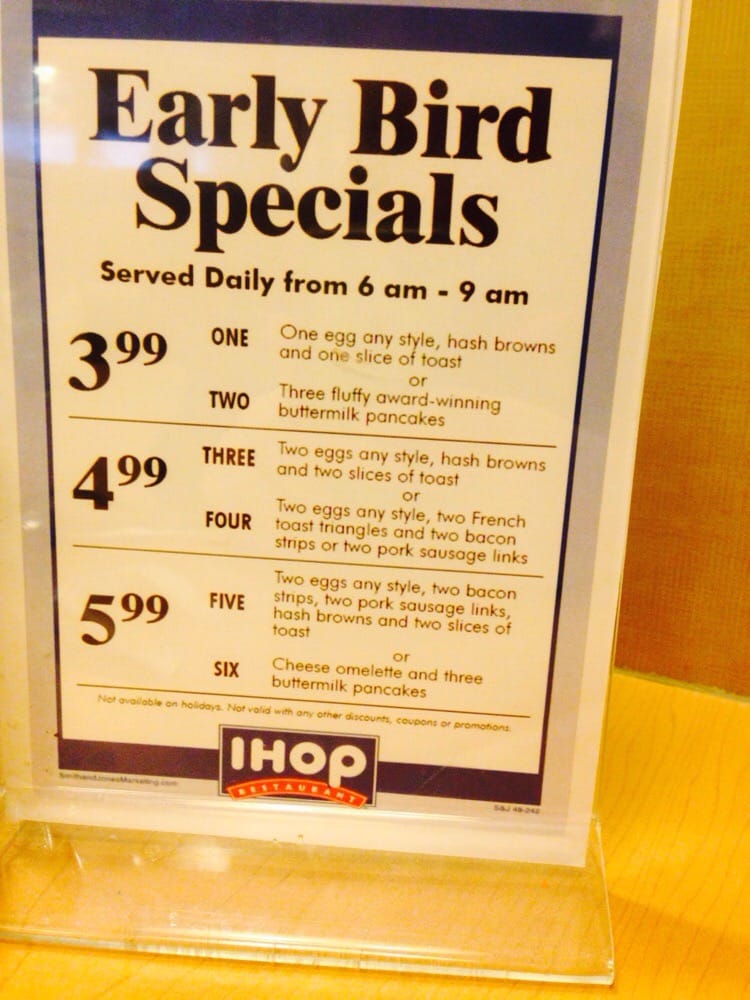 Early Bird
Specials
Served Daily from 6 am - 9 am
3.99
ONE One egg any style, hash browns
and one slice of toast
or
TWO Three fluffy award-winning
buttermilk pancakes
4.99
THREE Two eggs any style, hash browns
and two slices of toast
or
FOUR Two eggs any style, two French
toast triangles and two bacon
strips or two pork sausage links
5.99
FIVE Two eggs any style, two bacon
strips, two pork sausage links,
hash browns and two slices of
toast
or
SIX Cheese omelette and three
buttermilk pancakes
Not available on holidays. Not valid with any other discounts, coupons or promotions.
IHOP
RESTAURANT
SmithandJonesMarketing.com
S&J 48-242